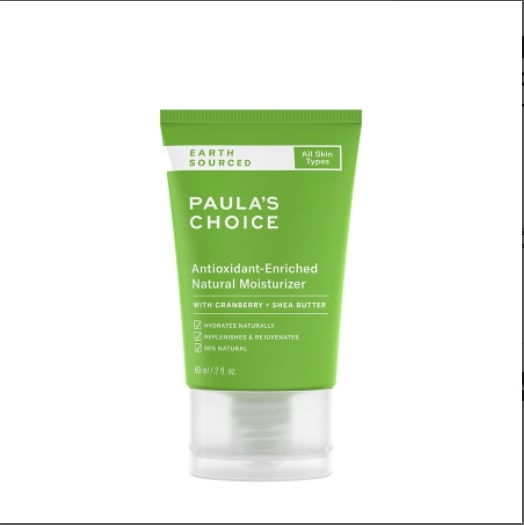 EARTH
SOURCED
All Skin
Types
PAULA'S
CHOICE
Antioxidant-Enriched
Natural Moisturizer
WITH CRANBERRY + SHEA BUTTER
HYDRATES NATURALLY
REPLENISHES & REJUVENATES
98% NATURAL
60 ml / 2 fl. oz.